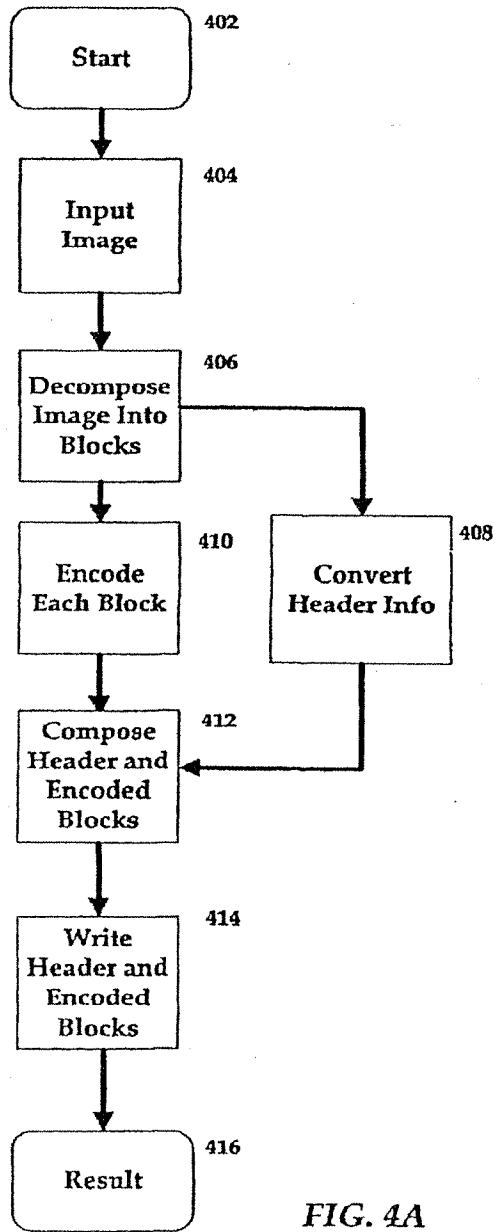 402
Start
404
Input
Image
406
Decompose
Image Into
Blocks
410
Encode
Each Block
408
Convert
Header Info
412
Compose
Header and
Encoded
Blocks
414
Write
Header and
Encoded
Blocks
416
Result
FIG. 4A